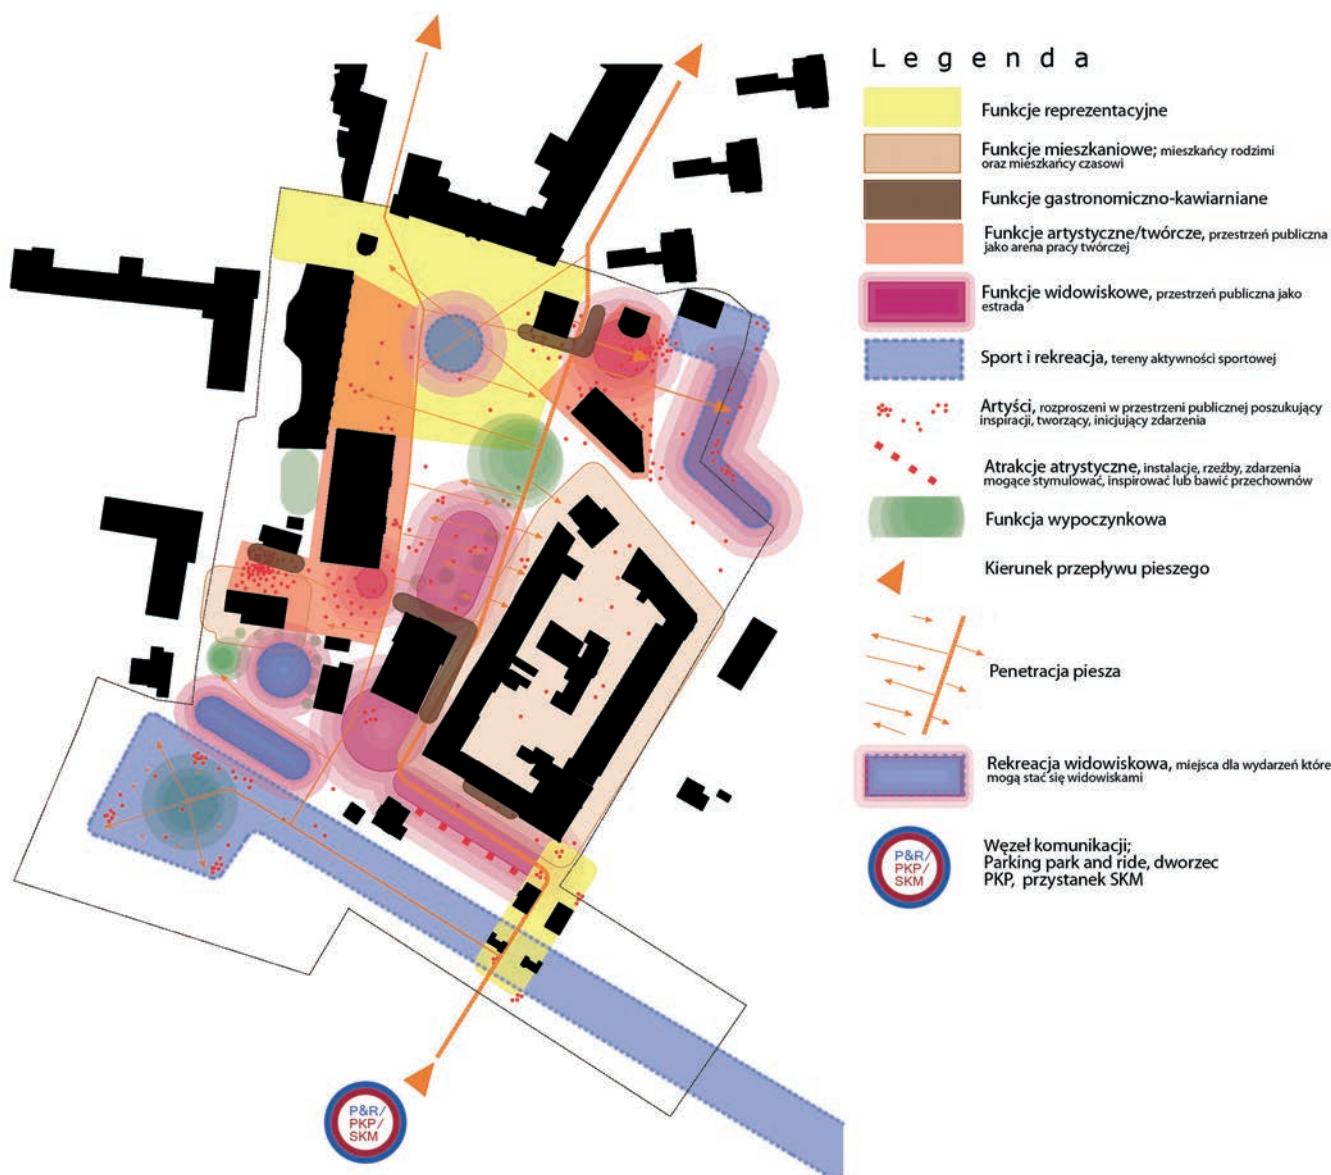 L e g e n d a
Funkcje reprezentacyjne
Funkcje mieszkaniowe; mieszkańcy rodzimi
oraz mieszkańcy czasowi
Funkcje gastronomiczno-kawiarniane
Funkcje artystyczne/twórcze, przestrzeń publiczna
jako arena pracy twórczej
Funkcje widowiskowe, przestrzeń publiczna jako
estrada
Sport i rekreacja, tereny aktywności sportowej
Artyści, rozproszeni w przestrzeni publicznej poszukujący
inspiracji, tworzący, inicjujący zdarzenia
Atrakcje atrystyczne, instalacje, rzeźby, zdarzenia
mogące stymulować, inspirować lub bawić przechownów
Funkcja wypoczynkowa
Kierunek przepływu pieszego
Penetracja piesza
Rekreacja widowiskowa, miejsca dla wydarzeń które
mogą stać się widowiskami
P&R/
PKP/
SKM
Węzeł komunikacji;
Parking park and ride, dworzec
PKP, przystanek SKM
P&R/
PKP/
SKM